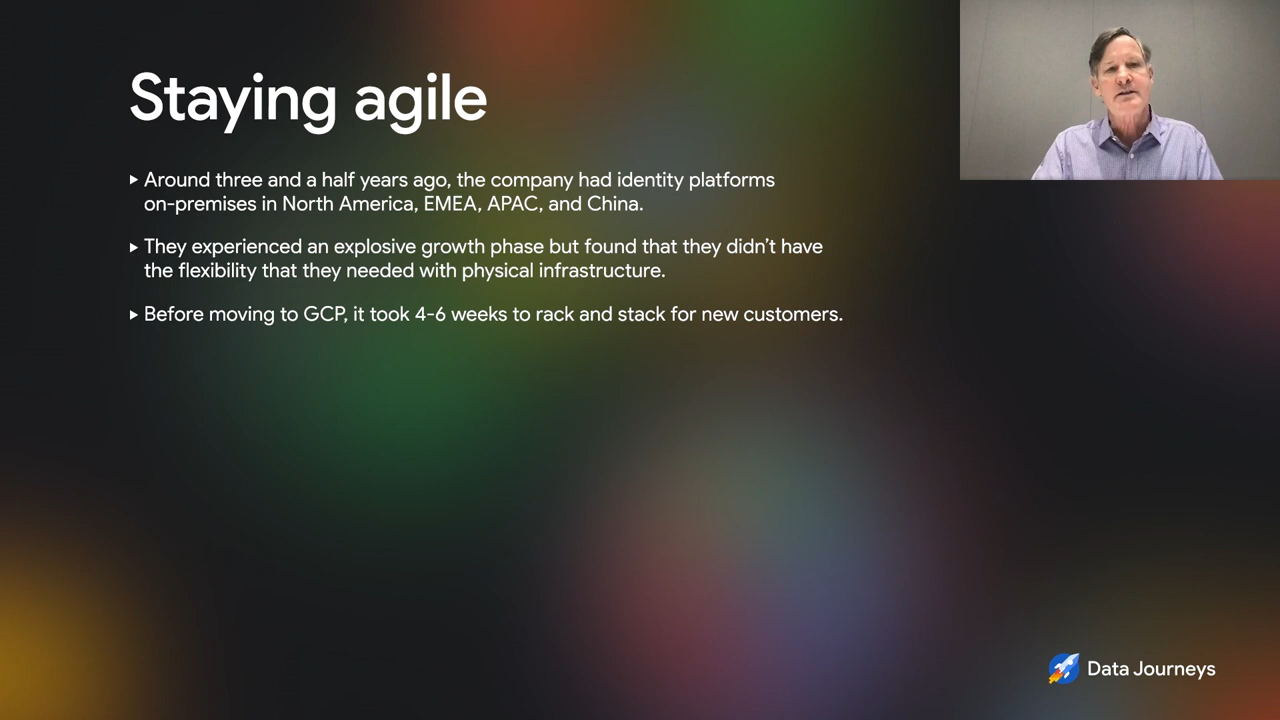 Staying agile
▸ Around three and a half years ago, the company had identity platforms
on-premises in North America, EMEA, APAC, and China.
▸ They experienced an explosive growth phase but found that they didn’t have
the flexibility that they needed with physical infrastructure.
▸ Before moving to GCP, it took 4-6 weeks to rack and stack for new customers.
Data Journeys